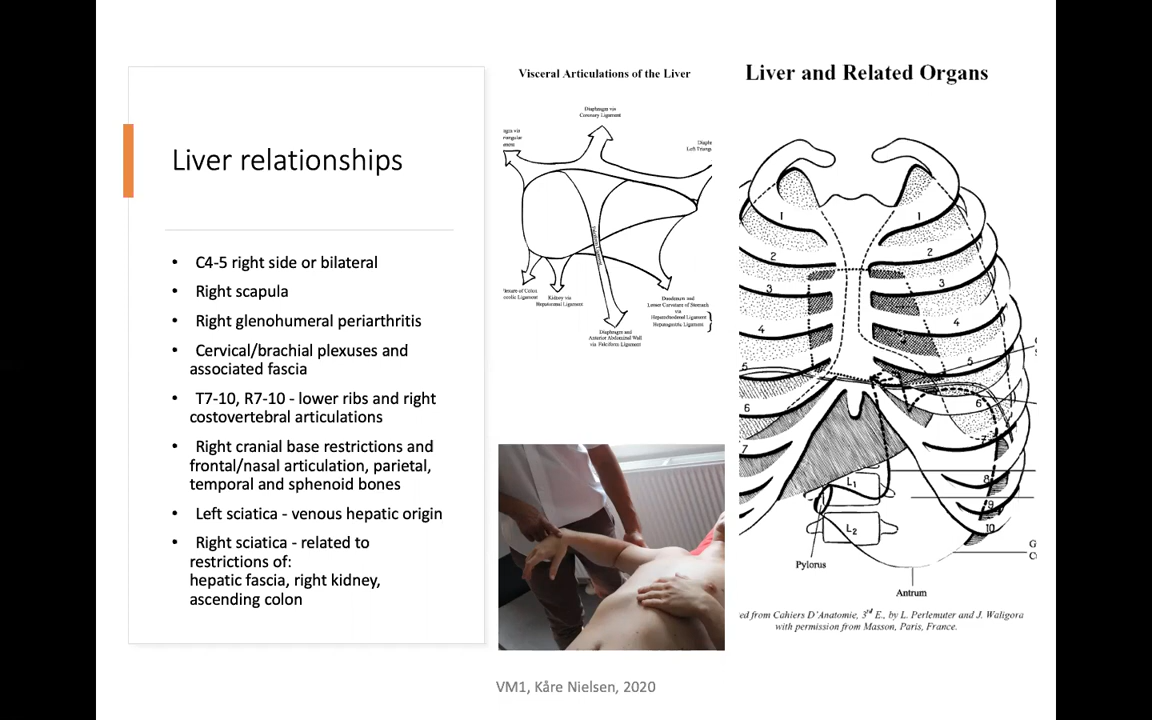 Liver relationships
• C4-5 right side or bilateral
• Right scapula
• Right glenohumeral periarthritis
• Cervical/brachial plexuses and
associated fascia
• T7-10, R7-10 - lower ribs and right
costovertebral articulations
• Right cranial base restrictions and
frontal/nasal articulation, parietal,
temporal and sphenoid bones
• Left sciatica - venous hepatic origin
• Right sciatica - related to
restrictions of:
hepatic fascia, right kidney,
ascending colon
Visceral Articulations of the Liver
Diaphragm via
Coronary Ligament
Left
Kidney via
Hepatorenal Ligament
Duodenum and
Lesser Curvature of Stomach
via
Hepatoduodenal Ligament
Hepatogastric Ligament
Diaphragm and
Anterior Abdominal Wall
via Falciform Ligament
Liver and Related Organs
1 1
2 2
3 3
4 4
5 5
6 6
7 7
8
9
10
L1
L2
G
Pylorus
Antrum
ed from Cahiers D'Anatomie, 3rd E., by L. Perlemuter and J. Waligora
with permission from Masson, Paris, France.
VM1, Kåre Nielsen, 2020